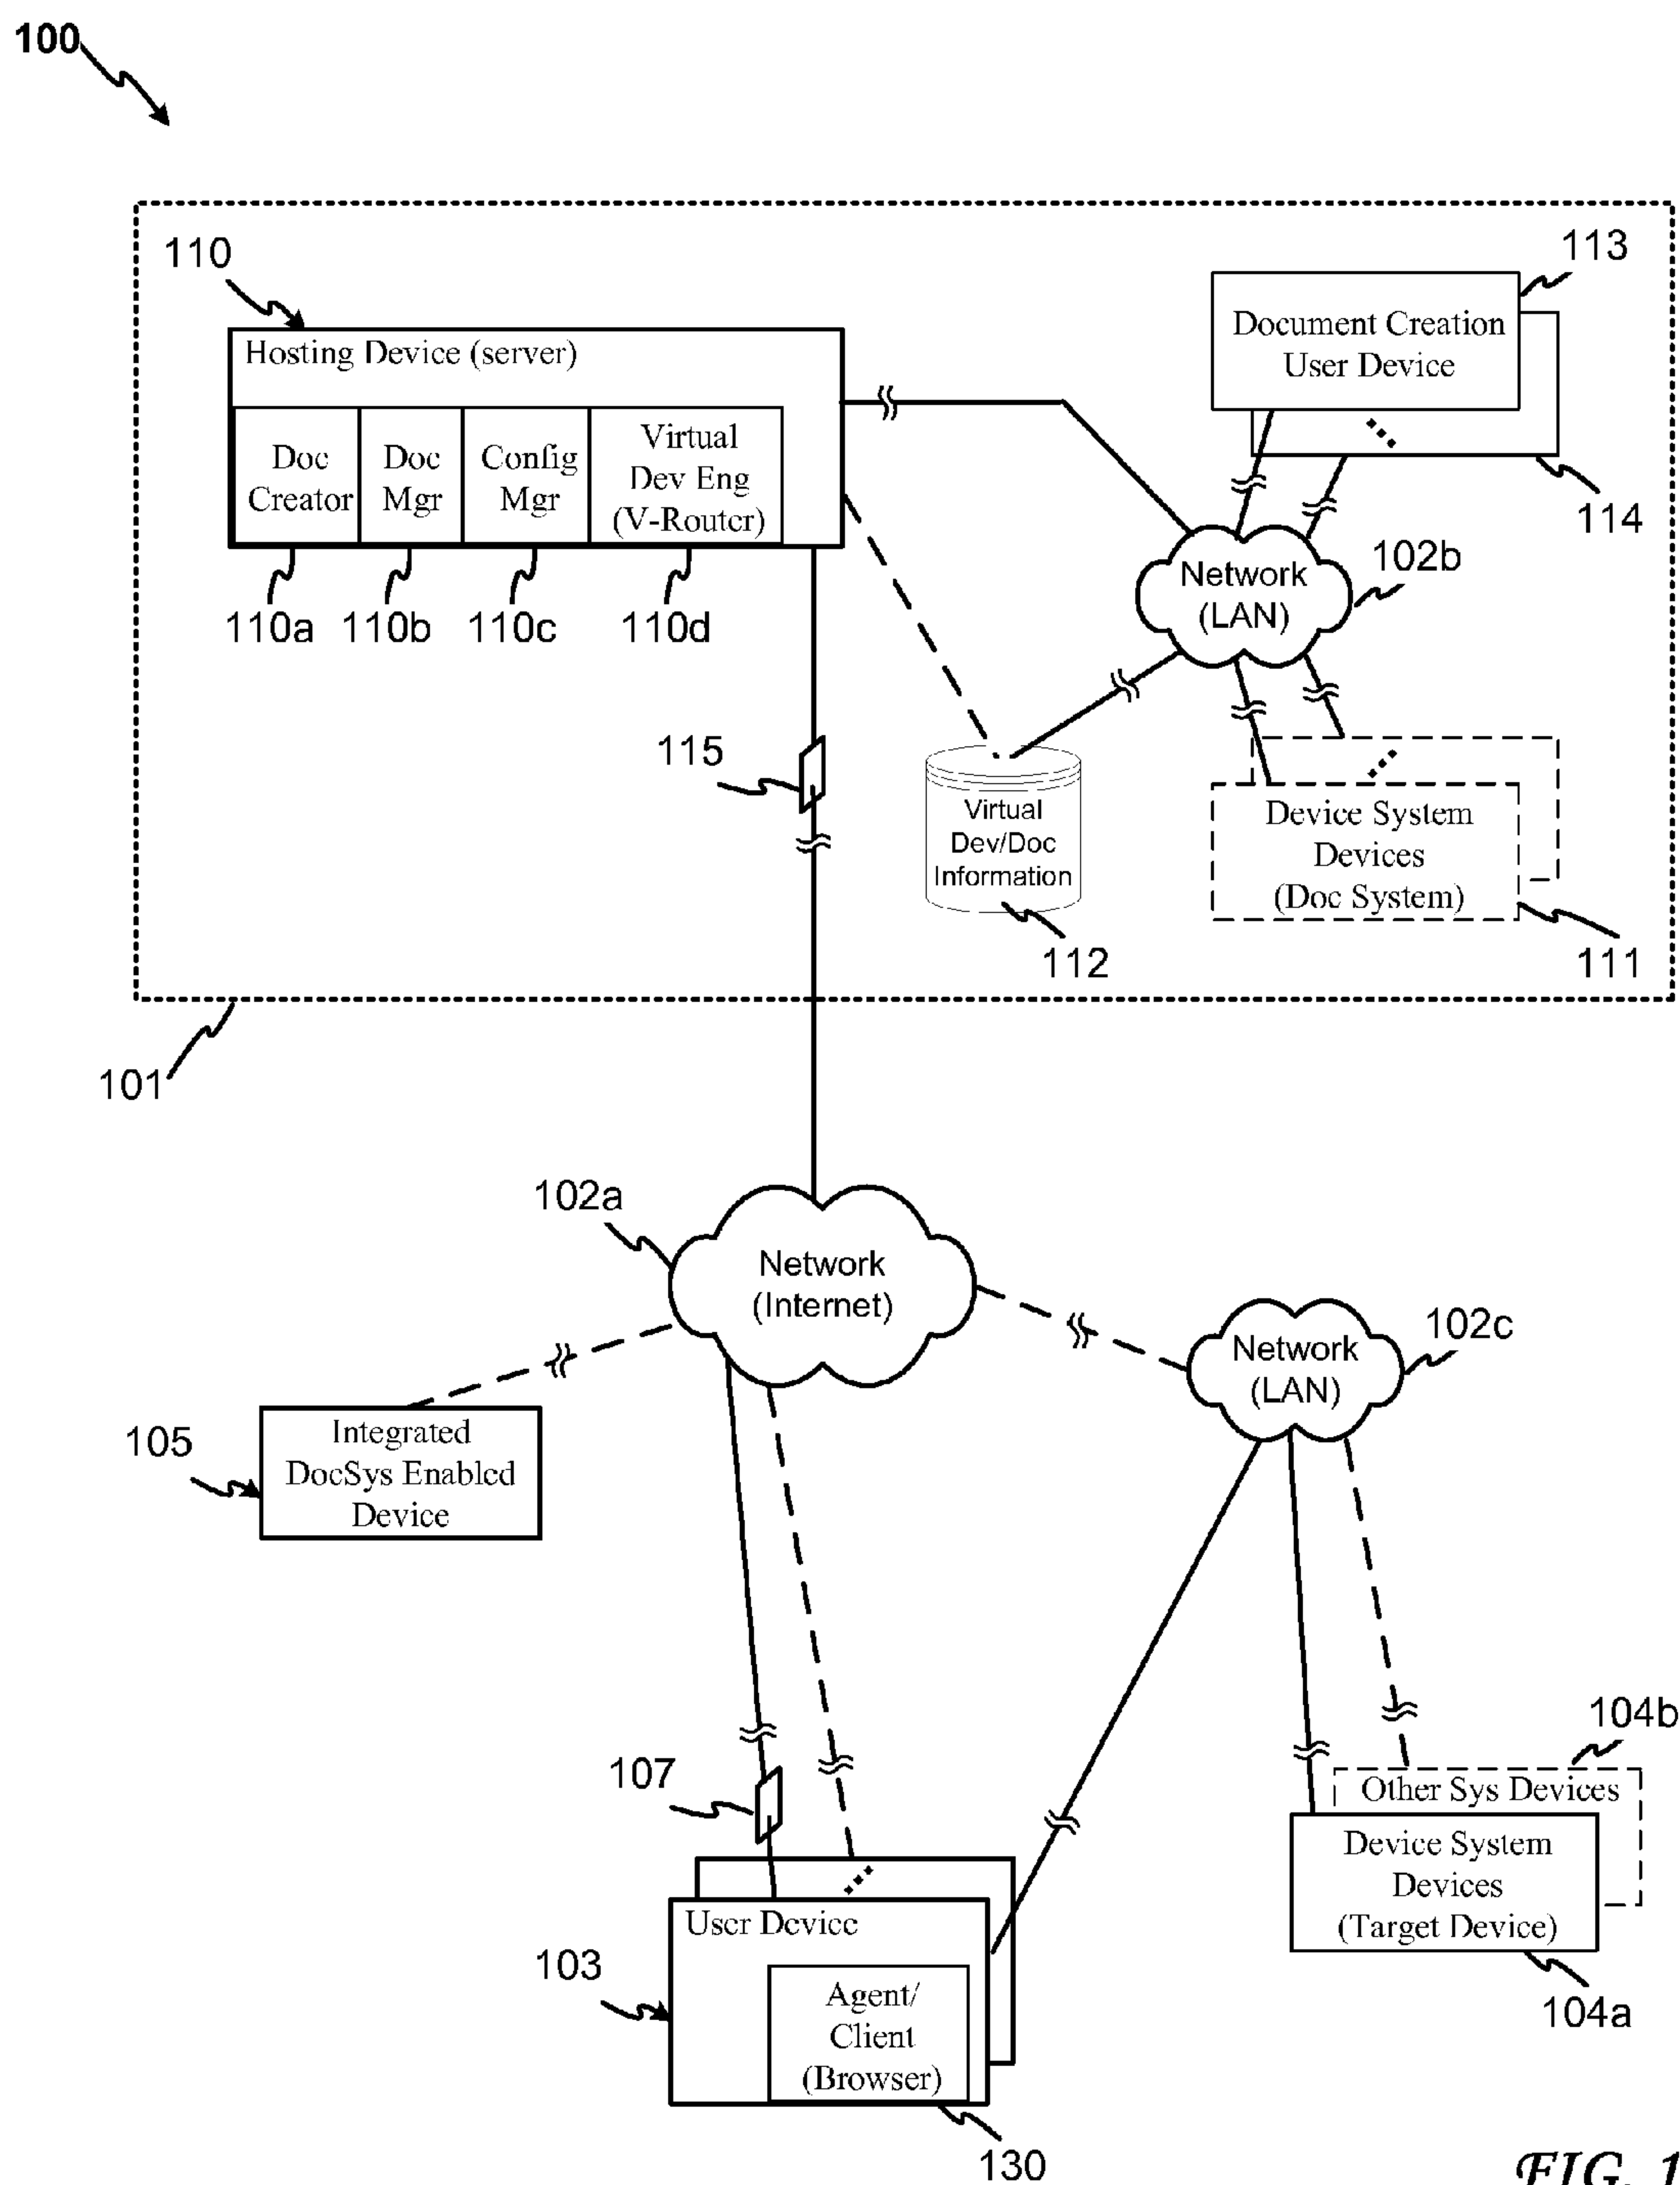 100
110
113
Hosting Device (server)
Document Creation
User Device
Doc
Creator
Doc
Mgr
Config
Mgr
Virtual
Dev Eng
(V-Router)
114
110a
110b
110c
110d
Network
(LAN)
102b
115
Virtual
Dev/Doc
Information
112
Device System
Devices
(Doc System)
111
101
102a
Network
(Internet)
Network
(LAN)
102c
105
Integrated
DocSys Enabled
Device
107
104b
Other Sys Devices
Device System
Devices
(Target Device)
104a
103
User Device
Agent/
Client
(Browser)
130
FIG. 1